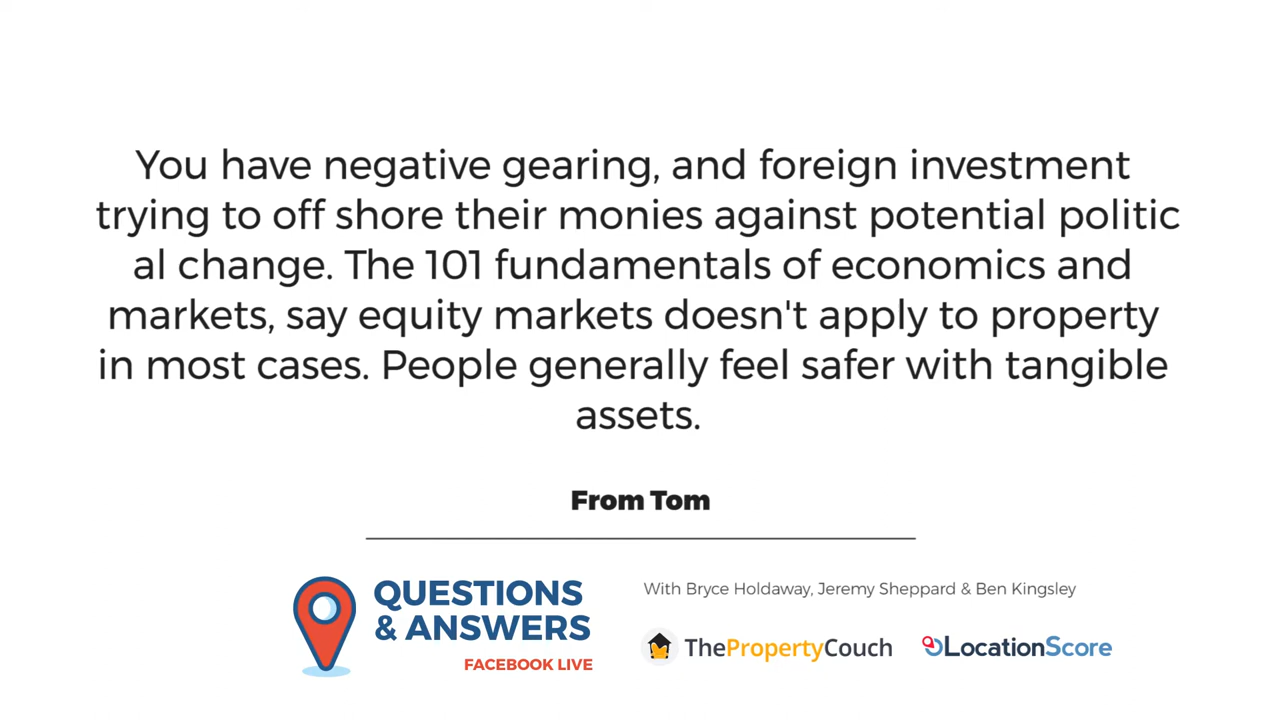 You have negative gearing, and foreign investment
trying to off shore their monies against potential politic
al change. The 101 fundamentals of economics and
markets, say equity markets doesn't apply to property
in most cases. People generally feel safer with tangible
assets.
From Tom
QUESTIONS
& ANSWERS
FACEBOOK LIVE
With Bryce Holdaway, Jeremy Sheppard & Ben Kingsley
ThePropertyCouch
LocationScore